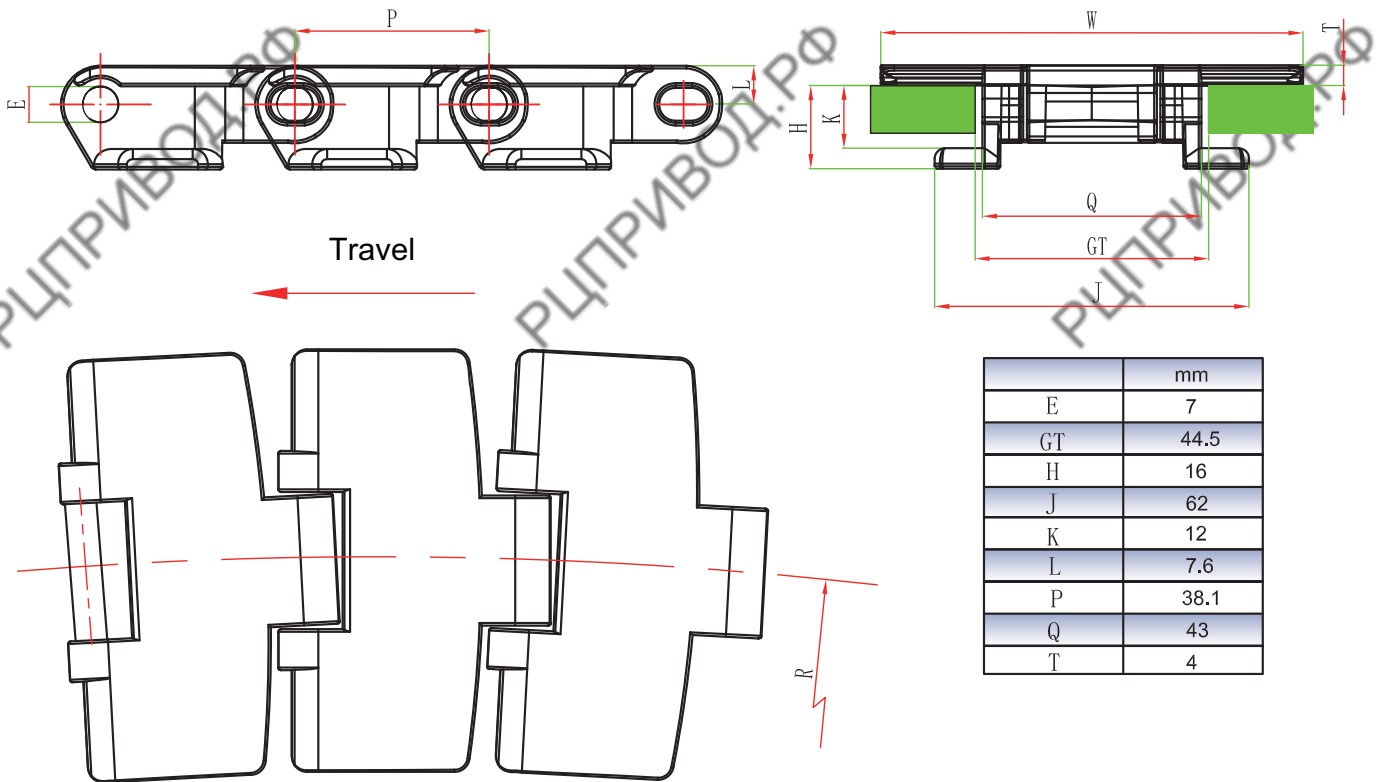 P
W
T
E
L
H
K
РЦПРИВОД.РФ
РЦПРИВОД.РФ
РЦПРИВОД.РФ
Q
Travel
GT
J
R
mm
E 7
GT 44.5
H 16
J 62
K 12
L 7.6
P 38.1
Q 43
T 4